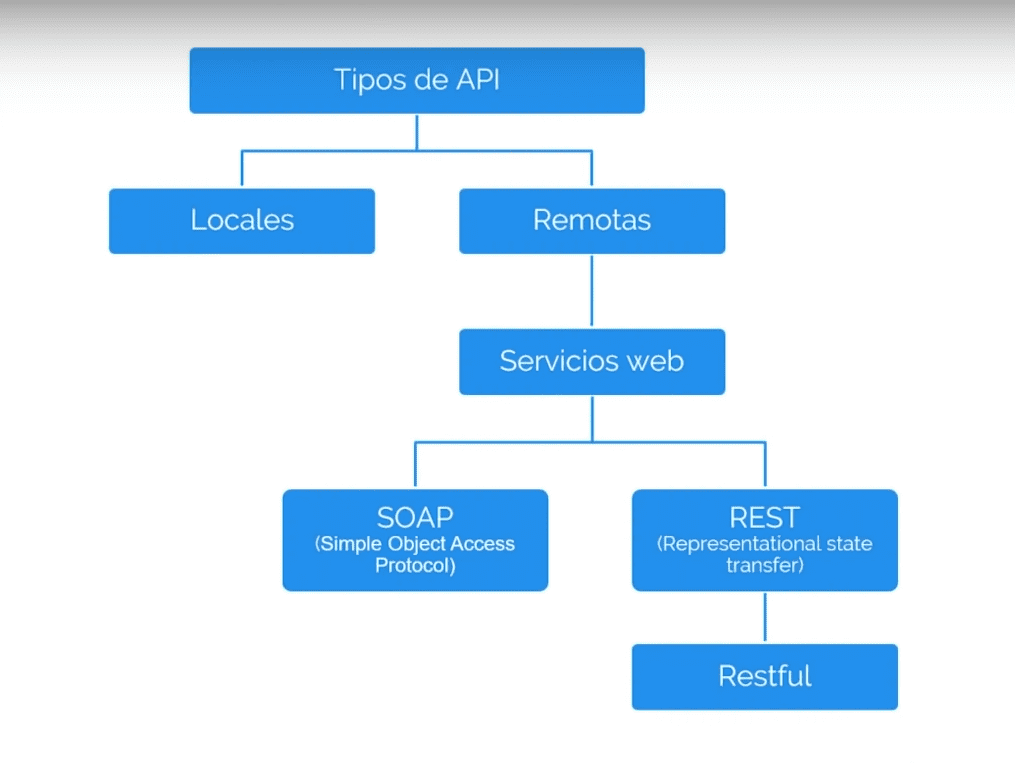 Tipos de API
Locales
Remotas
Servicios web
SOAP
(Simple Object Access
Protocol)
REST
(Representational state
transfer)
Restful